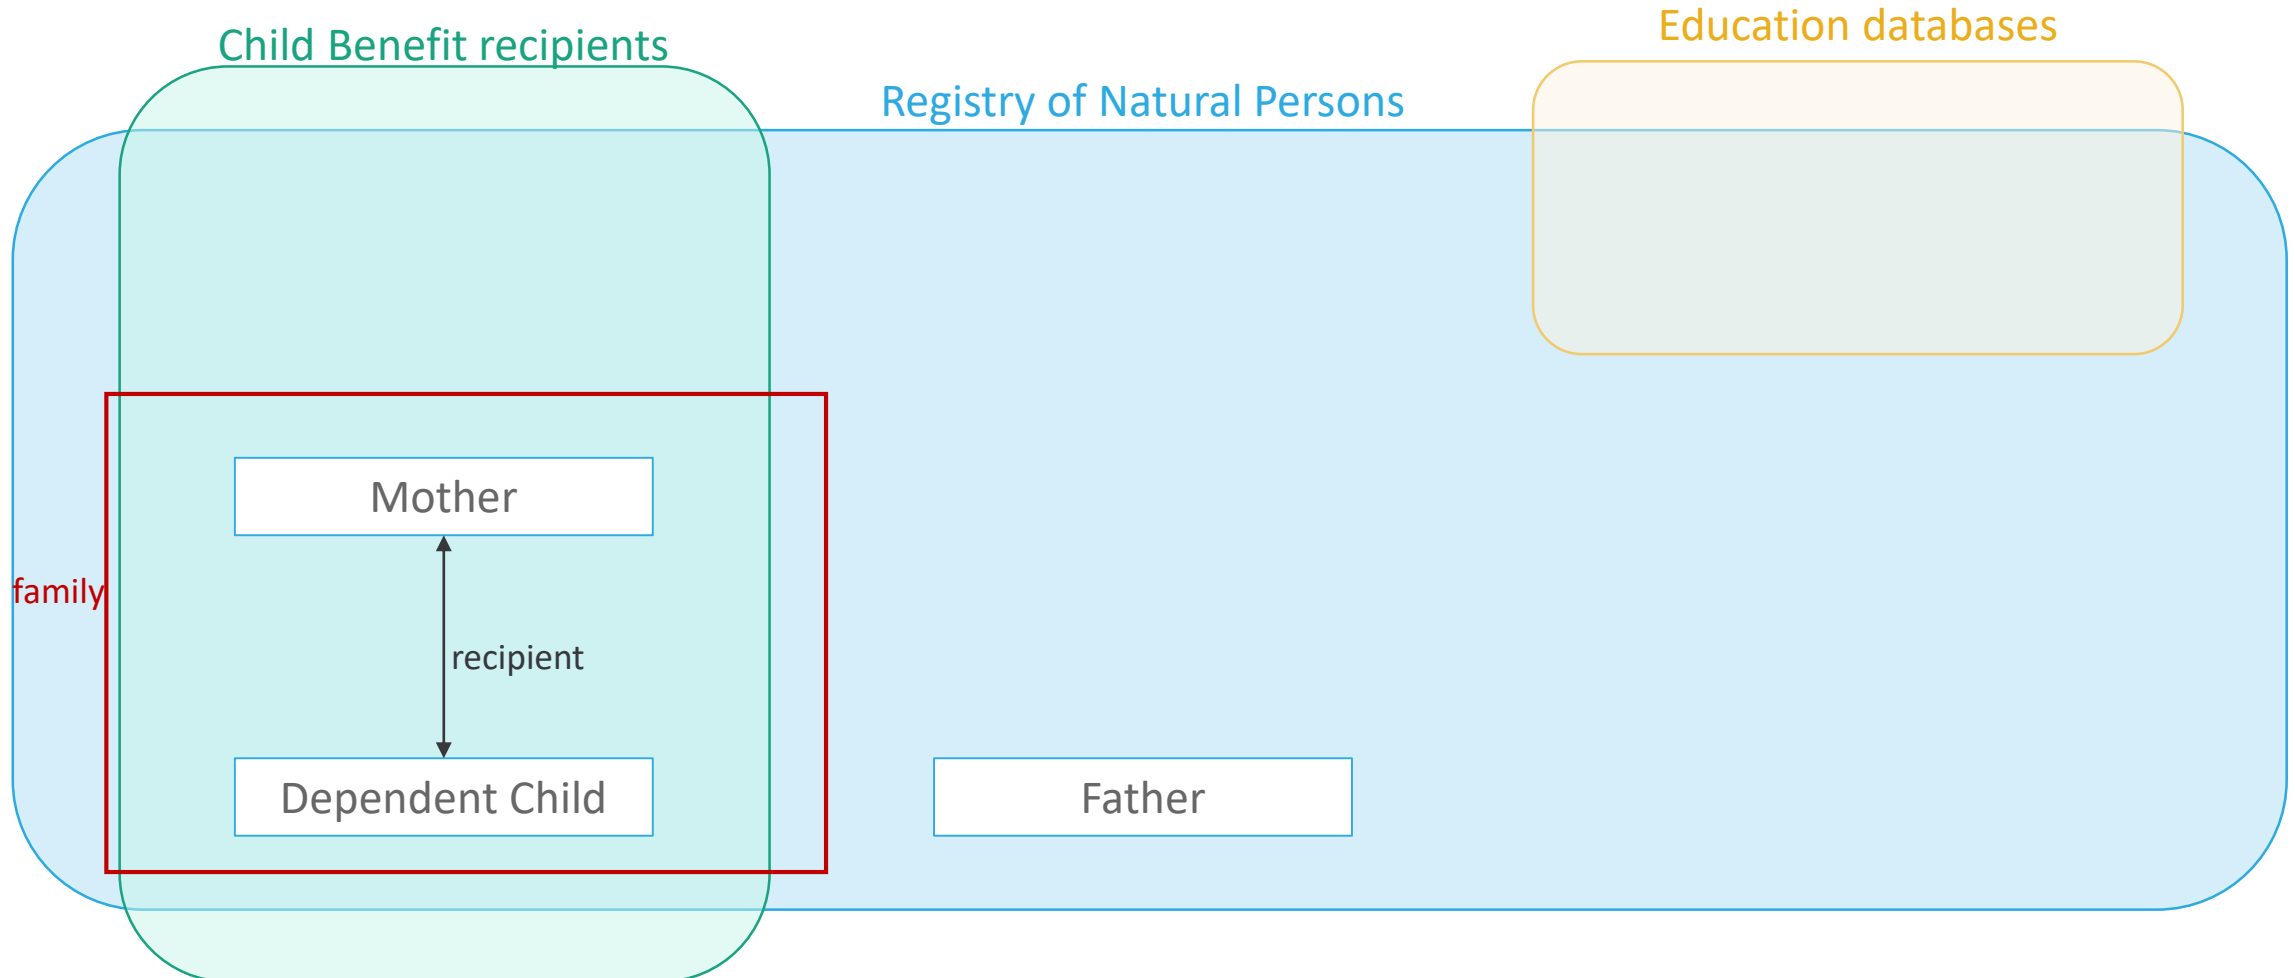 Child Benefit recipients
Education databases
Registry of Natural Persons
Mother
family
recipient
Dependent Child
Father